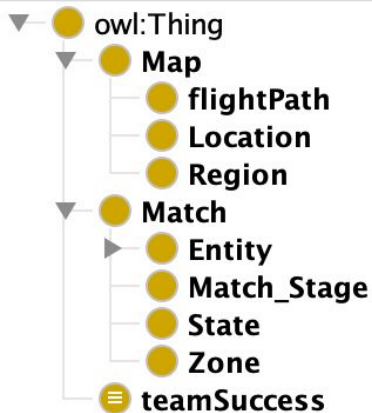 owl:Thing
Map
flightPath
Location
Region
Match
Entity
Match_Stage
State
Zone
teamSuccess